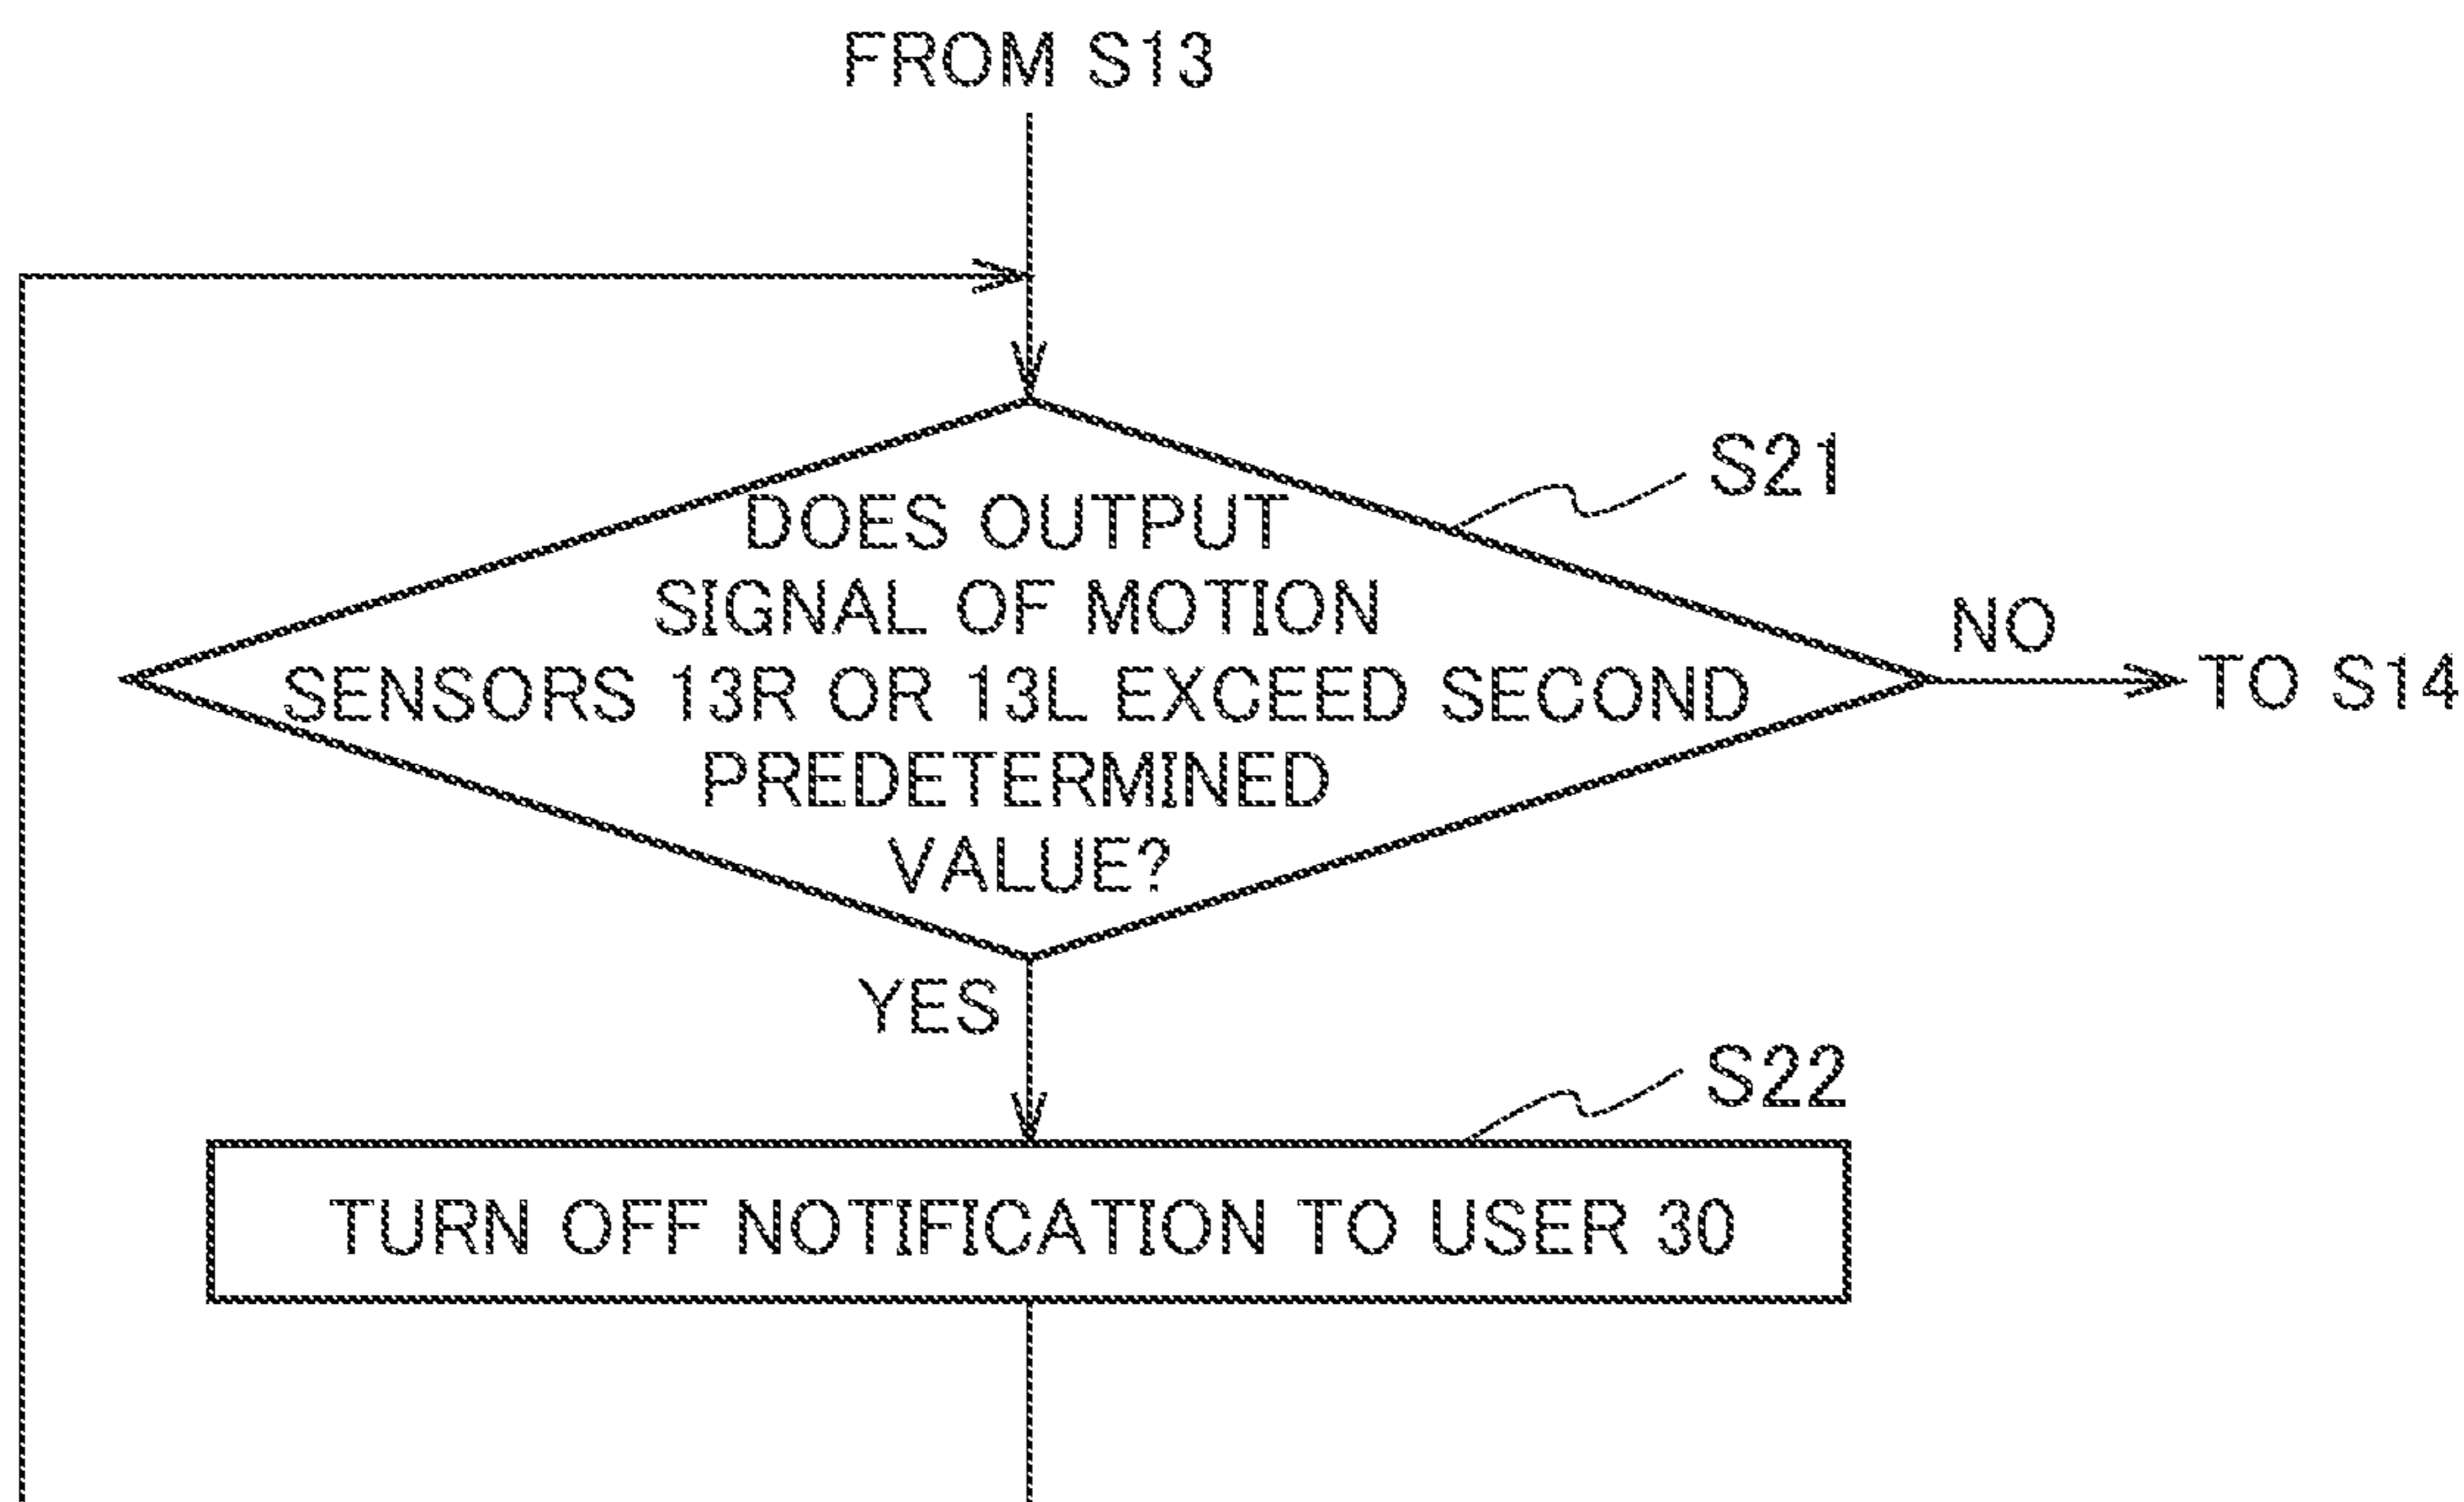 FROM S13
S21
DOES OUTPUT
SIGNAL OF MOTION
SENSORS 13R OR 13L EXCEED SECOND
PREDETERMINED
VALUE?
NO
TO S14
YES
S22
TURN OFF NOTIFICATION TO USER 30